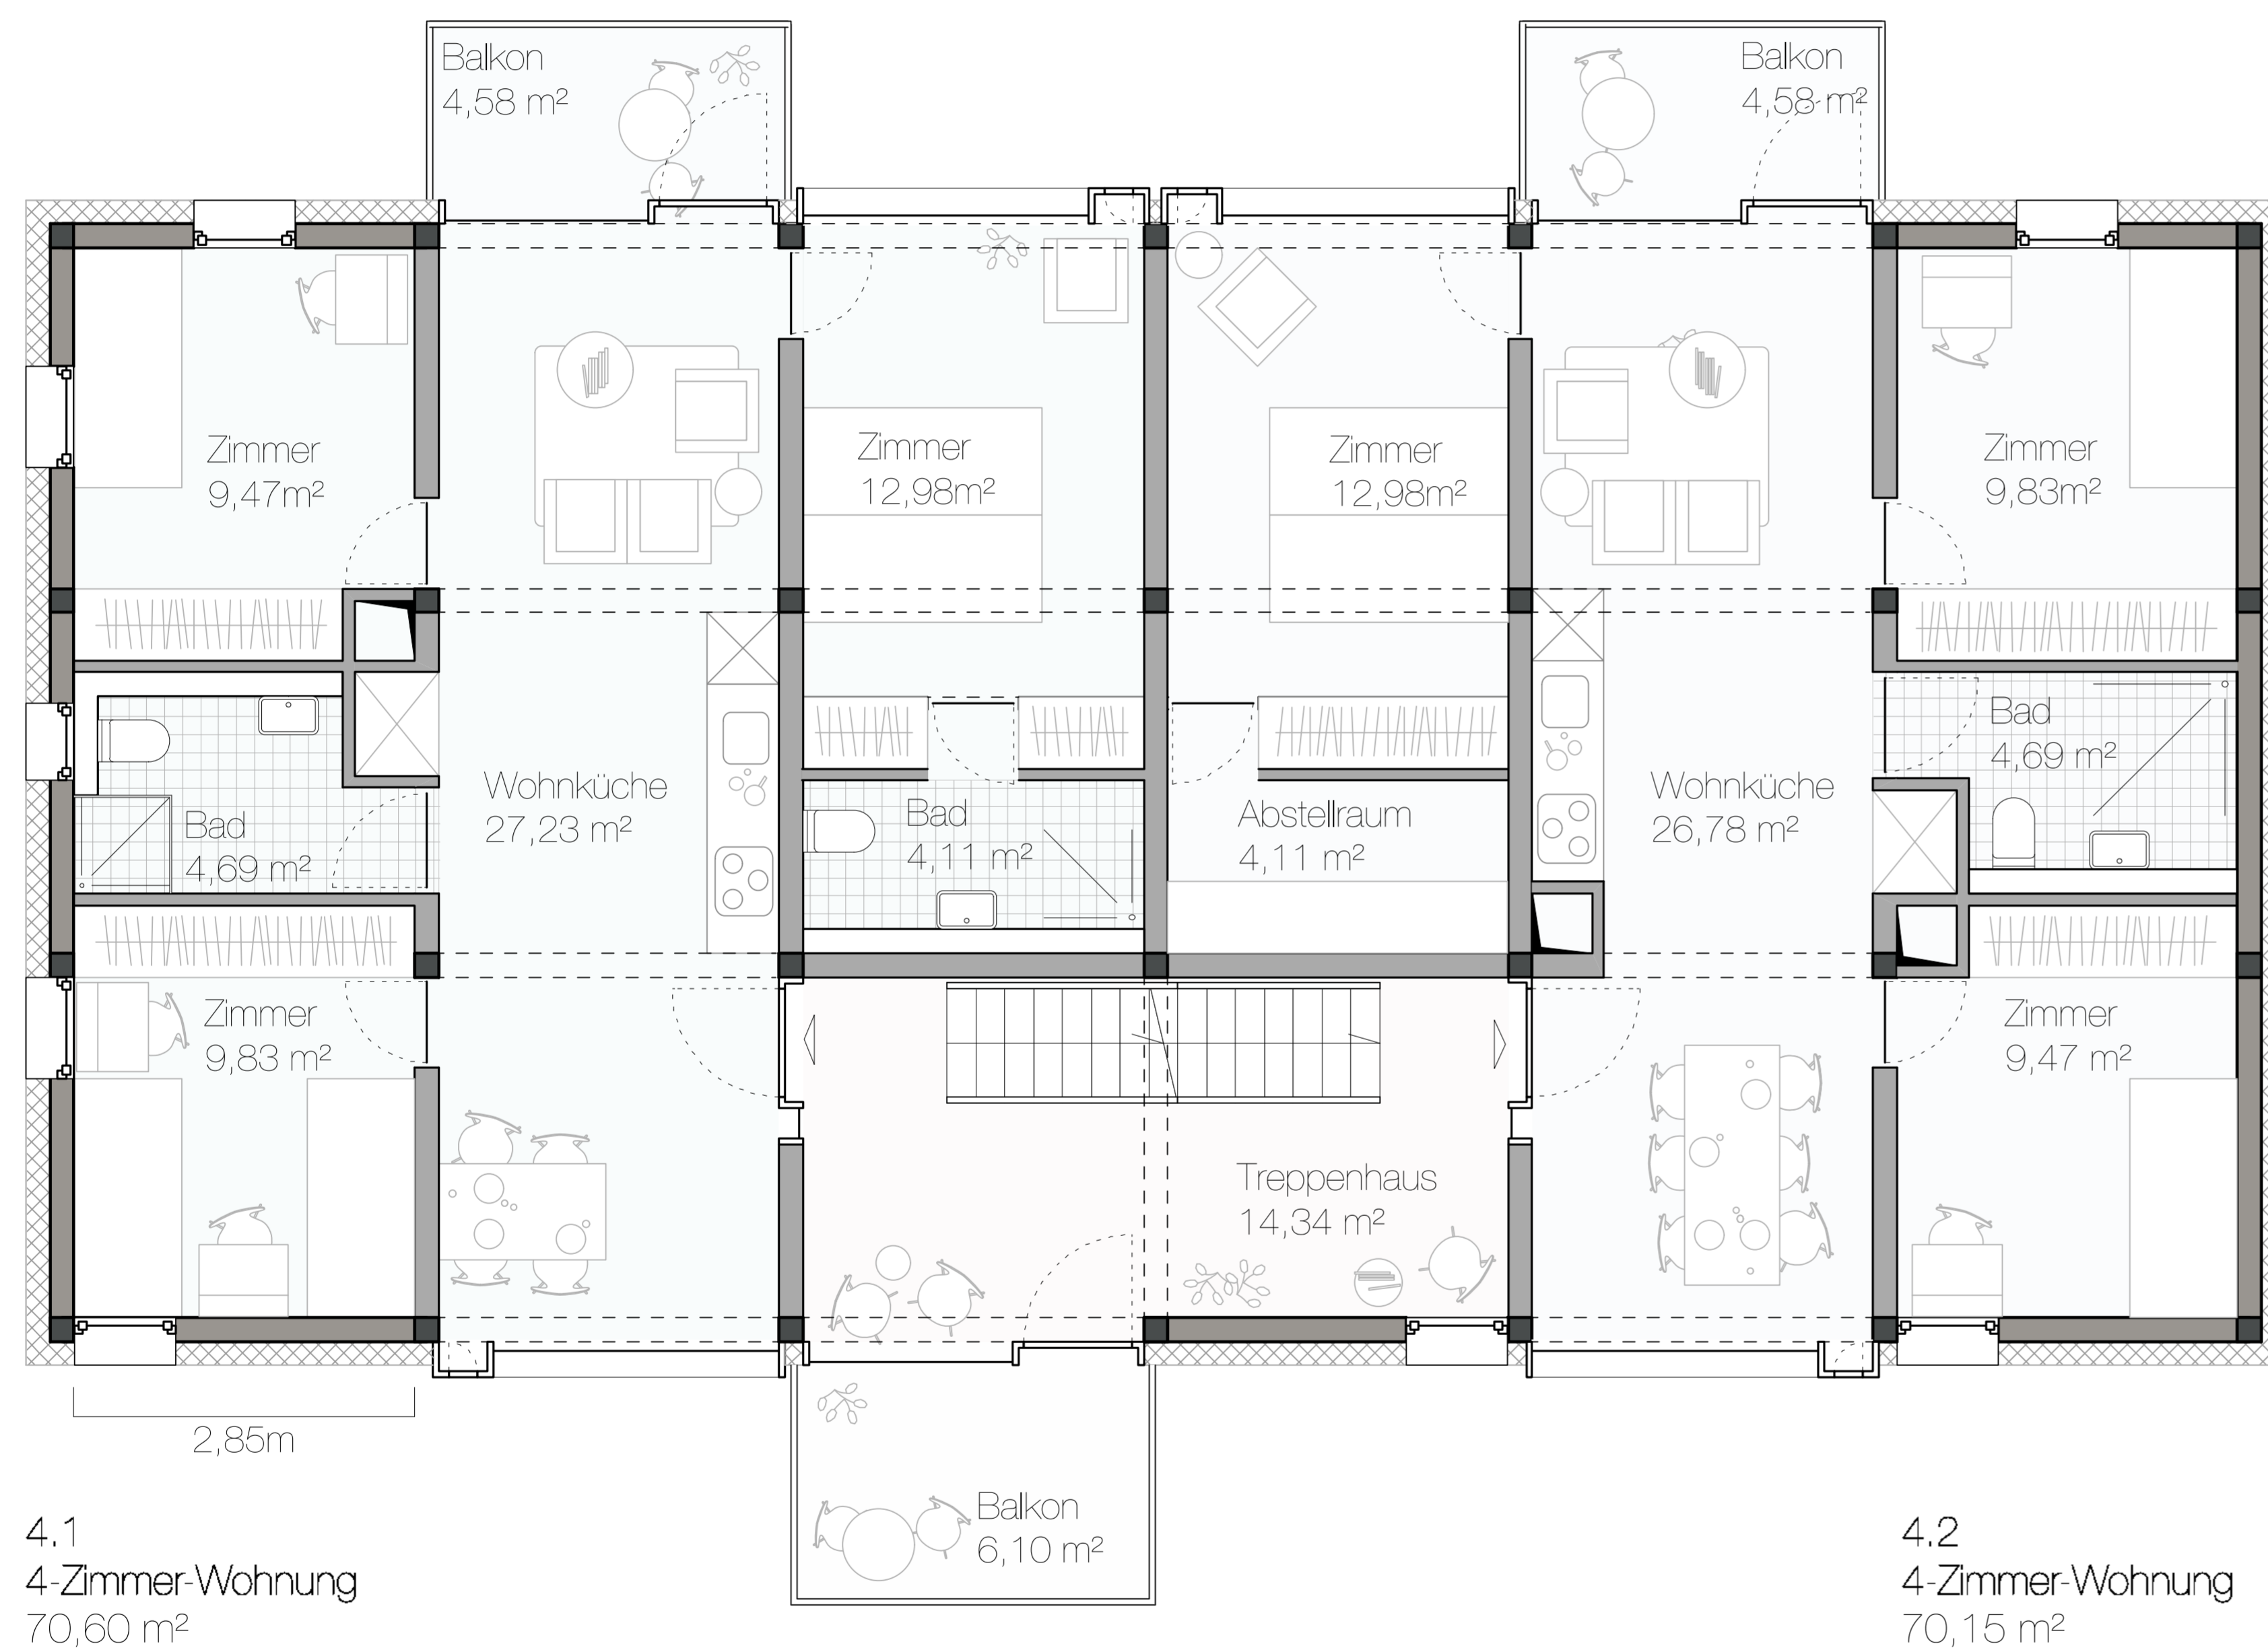 Balkon
4,58 m²
Balkon
4,58 m²
Zimmer
9,47m²
Zimmer
12,98m²
Zimmer
12,98m²
Zimmer
9,83m²
Bad
4,69 m²
Wohnküche
27,23 m²
Bad
4,11 m²
Abstellraum
4,11 m²
Wohnküche
26,78 m²
Bad
4,69 m²
Zimmer
9,83 m²
Zimmer
9,47 m²
Treppenhaus
14,34 m²
2,85m
Balkon
6,10 m²
4.1
4-Zimmer-Wohnung
70,60 m²
4.2
4-Zimmer-Wohnung
70,15 m²